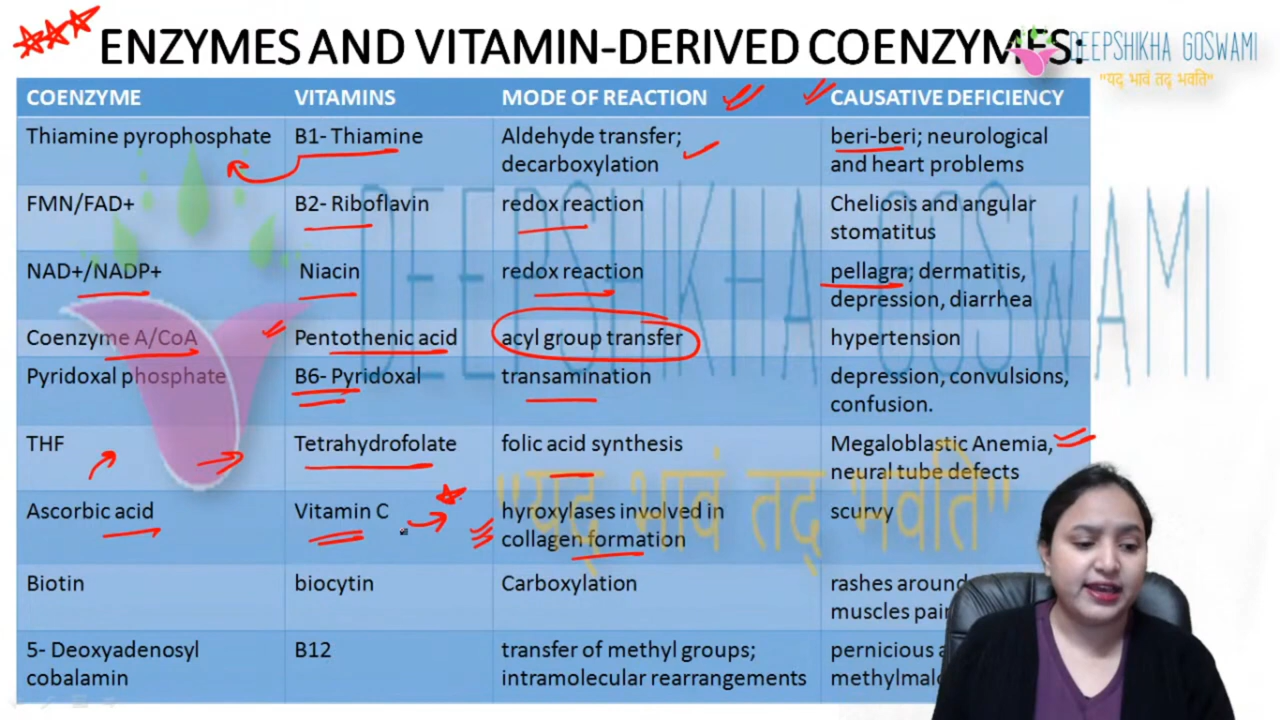 ENZYMES AND VITAMIN-DERIVED COENZYMES:
DEEPSHIKHA GOSWAMI
"यद् भावं तद् भवति"
COENZYME VITAMINS MODE OF REACTION CAUSATIVE DEFICIENCY
Thiamine pyrophosphate B1- Thiamine Aldehyde transfer; beri-beri; neurological
decarboxylation and heart problems
FMN/FAD+ B2- Riboflavin redox reaction Cheliosis and angular
stomatitus
NAD+/NADP+ Niacin redox reaction pellagra; dermatitis,
depression, diarrhea
Coenzyme A/CoA Pentothenic acid acyl group transfer hypertension
Pyridoxal phosphate B6- Pyridoxal transamination depression, convulsions,
confusion.
THF Tetrahydrofolate folic acid synthesis Megaloblastic Anemia,
neural tube defects
Ascorbic acid Vitamin C hyroxylases involved in scurvy
collagen formation
Biotin biocytin Carboxylation rashes around
muscles
5- Deoxyadenosyl B12 transfer of methyl groups; pernicious
cobalamin intramolecular rearrangements
DEEPSHIKHA GOSWAMI
"यद् भावं तद् भवति"